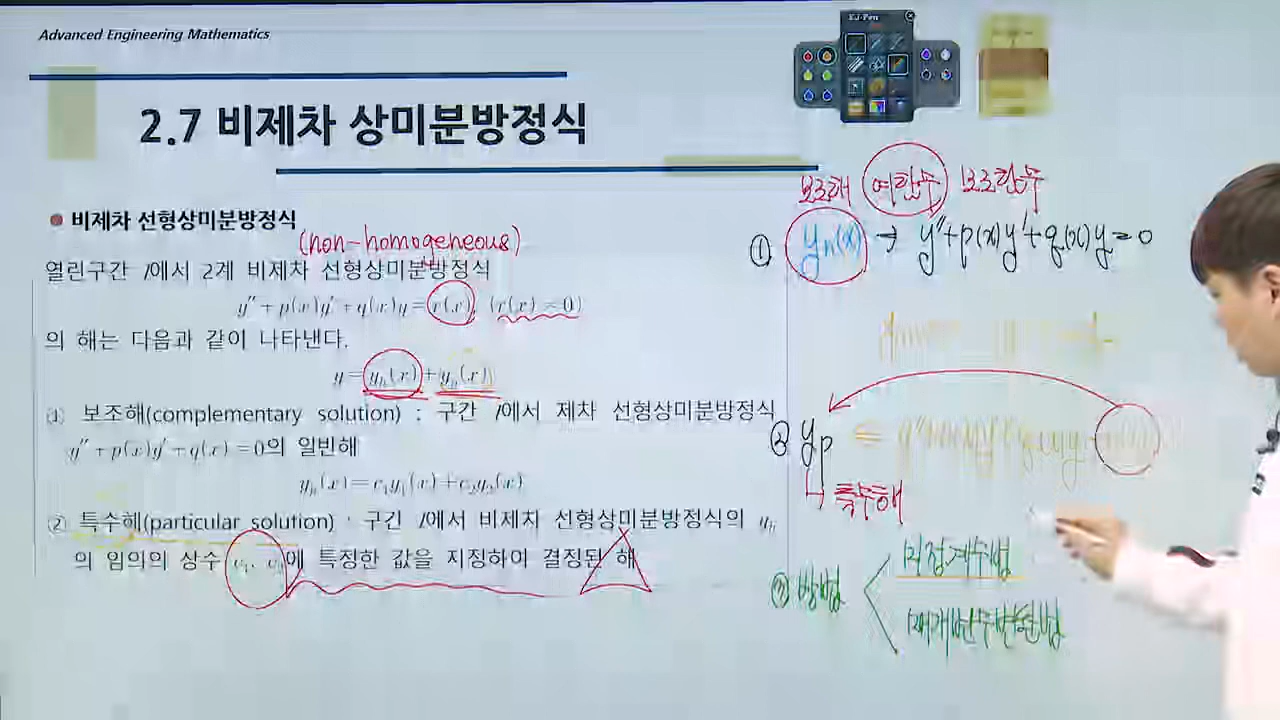 Advanced Engineering Mathematics
2.7 비제차 상미분방정식
비제차 선형상미분방정식
(non-homogeneous)
열린구간 I에서 2계 비제차 선형상미분방정식
y″ + p(x)y′ + q(x)y = r(x), (r(x) ≠ 0)
의 해는 다음과 같이 나타낸다.
y = y_h(x) + y_p(x)
① 보조해(complementary solution) : 구간 I에서 제차 선형상미분방정식
y″ + p(x)y′ + q(x) = 0의 일반해
y_h(x) = c₁y₁(x) + c₂y₂(x)
② 특수해(particular solution) : 구간 I에서 비제차 선형상미분방정식의 y_h
의 임의의 상수 c₁, c₂에 특정한 값을 지정하여 결정된 해
보조해 여함수 보조함수
① y_h(x) → y″+p(x)y′+q(x)y=0
② y_p =
특수해
③ 방법
미정계수법
매개변수변환법
EJ-Pen